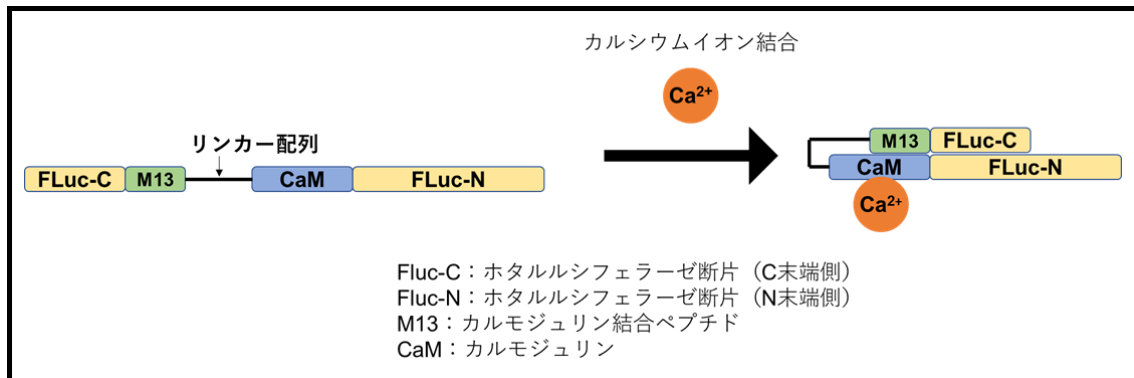 カルシウムイオン結合
Ca²⁺
リンカー配列
FLuc-C M13 CaM FLuc-N
M13 FLuc-C
CaM FLuc-N
Ca²⁺
Fluc-C：ホタルルシフェラーゼ断片（C末端側）
Fluc-N：ホタルルシフェラーゼ断片（N末端側）
M13：カルモジュリン結合ペプチド
CaM：カルモジュリン